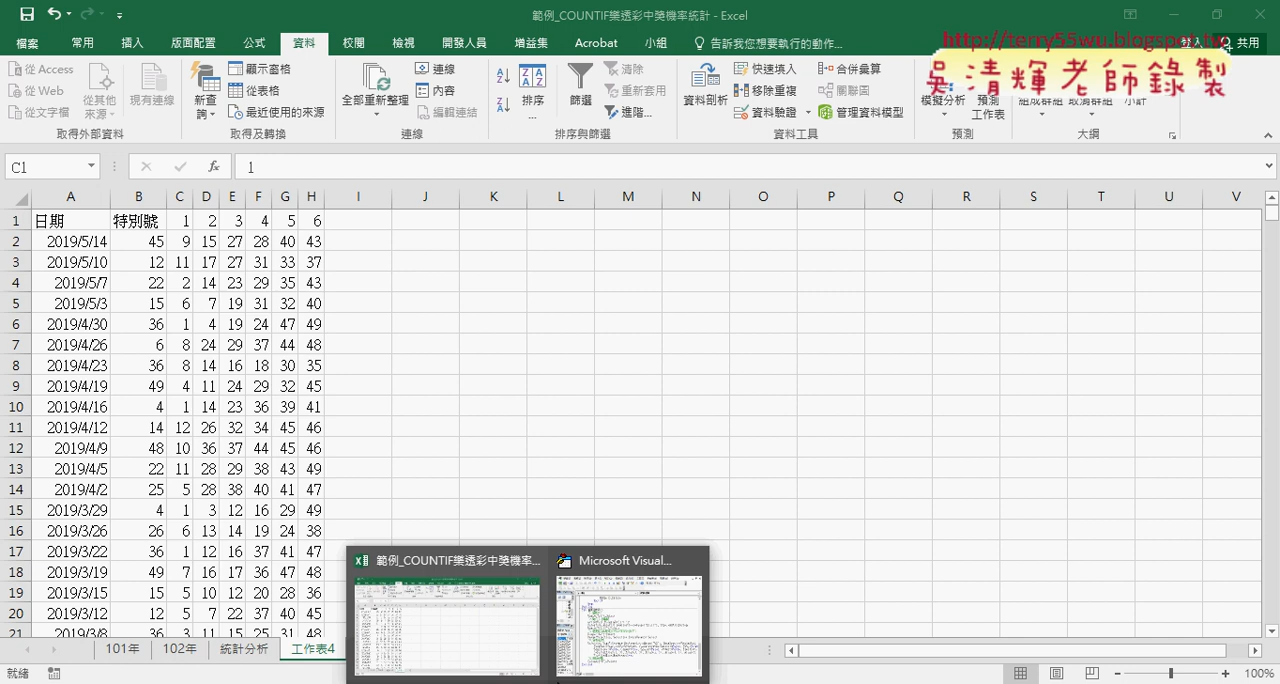 範例_COUNTIF樂透彩中獎機率統計 - Excel
檔案 常用 插入 版面配置 公式 資料 校閱 檢視 開發人員 增益集 Acrobat 小組 告訴我您想要執行的動作... 登入 共用
http://terry55wu.blogspot.tw
吳清輝老師錄製
從 Access 從 Web 從文字檔 從其他來源 現有連線 取得外部資料
新查詢 顯示查詢 從表格 最近使用的來源 取得及轉換
全部重新整理 連線 內容 編輯連結 連線
排序... 篩選 清除 重新套用 進階... 排序與篩選
資料剖析 快速填入 移除重複 資料驗證 合併彙算 關聯圖 管理資料模型 資料工具
模擬分析 預測工作表 預測
組成群組 取消群組 小計 大綱
C1 fx 1
A B C D E F G H I J K L M N O P Q R S T U V
1 日期 特別號 1 2 3 4 5 6
2 2019/5/14 45 9 15 27 28 40 43
3 2019/5/10 12 11 17 27 31 33 37
4 2019/5/7 22 2 14 23 29 35 43
5 2019/5/3 15 6 7 19 31 32 40
6 2019/4/30 36 1 4 19 24 47 49
7 2019/4/26 6 8 24 29 37 44 48
8 2019/4/23 36 8 14 16 18 30 35
9 2019/4/19 49 4 11 24 29 32 45
10 2019/4/16 4 1 14 23 36 39 41
11 2019/4/12 14 12 26 32 34 45 46
12 2019/4/9 48 10 36 37 44 45 46
13 2019/4/5 22 11 28 29 38 43 49
14 2019/4/2 25 5 28 38 40 41 47
15 2019/3/29 4 1 3 12 16 29 49
16 2019/3/26 26 6 13 14 19 24 38
17 2019/3/22 36 1 12 16 37 41 47
18 2019/3/19 49 7 11 17 36 47 48
19 2019/3/15 13 5 10 20 28 36
20 2019/3/12 22 37 40 45
21 2019/3/8 36 3 11 15 25 31 48
範例_COUNTIF樂透彩中獎機率... Microsoft Visual...
101年 102年 統計分析 工作表4
就緒 100%